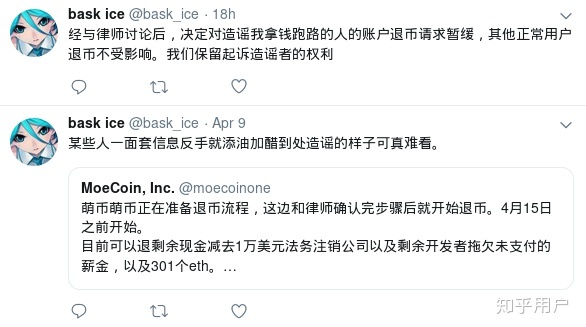 bask ice @bask_ice · 18h
经与律师讨论后，决定对造谣我拿钱跑路的人的账户退币请求暂缓，其他正常用户
退币不受影响。我们保留起诉造谣者的权利
bask ice @bask_ice · Apr 9
某些人一面套信息反手就添油加醋到处造谣的样子可真难看。
MoeCoin, Inc. @moecoinone
萌币萌币正在准备退币流程，这边和律师确认完步骤后就开始退币。4月15日
之前开始。
目前可以退剩余现金减去1万美元法务注销公司以及剩余开发者拖欠未支付的
薪金，以及301个eth。…
知乎用户